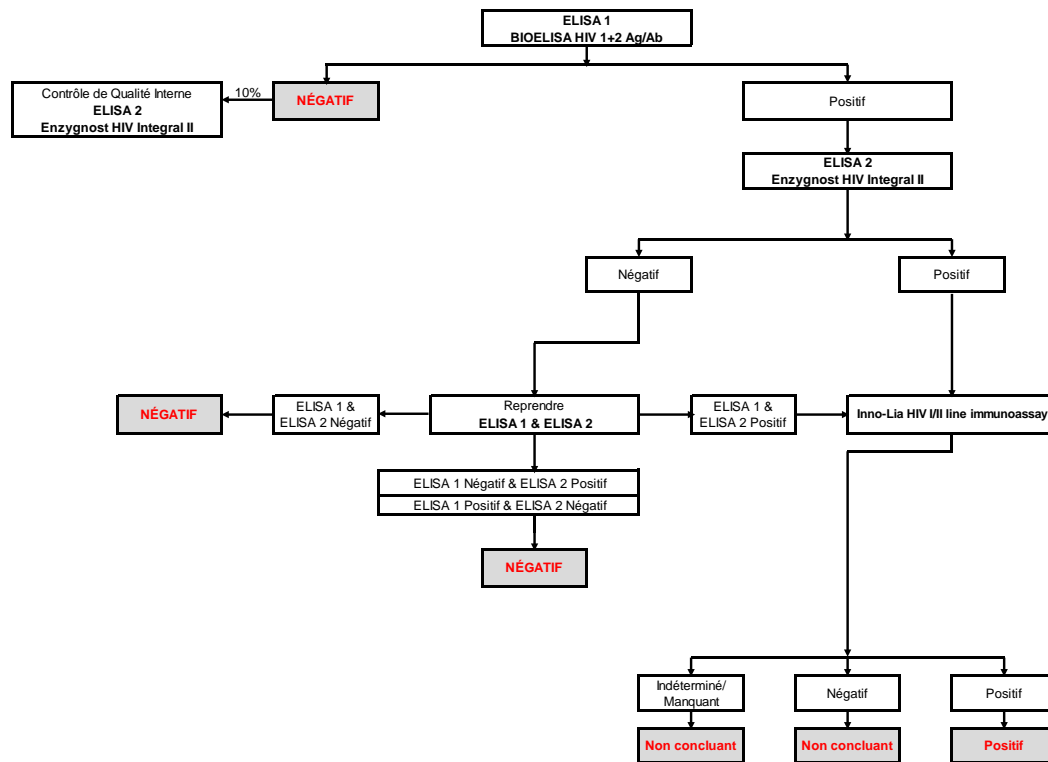 ELISA 1
BIOELISA HIV 1+2 Ag/Ab
Contrôle de Qualité Interne
ELISA 2
Enzygnost HIV Integral II
10%
NÉGATIF
Positif
ELISA 2
Enzygnost HIV Integral II
Négatif
Positif
NÉGATIF
ELISA 1 &
ELISA 2 Négatif
Reprendre
ELISA 1 & ELISA 2
ELISA 1 &
ELISA 2 Positif
Inno-Lia HIV I/II line immunoassay
ELISA 1 Négatif & ELISA 2 Positif
ELISA 1 Positif & ELISA 2 Négatif
NÉGATIF
Indéterminé/
Manquant
Négatif
Positif
Non concluant
Non concluant
Positif